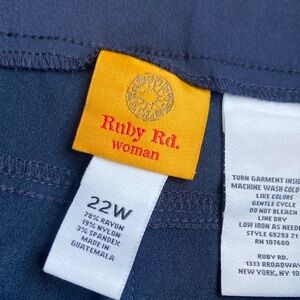 Ruby Rd.
woman
22W
78% RAYON
19% NYLON
3% SPANDEX
MADE IN
GUATEMALA
TURN GARMENT INSIDE
MACHINE WASH COLD
LIKE COLORS
GENTLE CYCLE
DO NOT BLEACH
LINE DRY
LOW IRON AS NEEDED
STYLE 69293 Z1
RN 107680
RUBY RD.
1333 BROADWAY
NEW YORK, NY 10